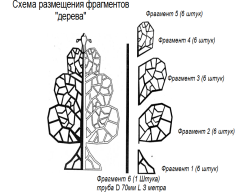 Схема размещения фрагментов
"дерева"
Фрагмент 5 (6 штук)
Фрагмент 4 (6 штук)
Фрагмент 3 (6 штук)
Фрагмент 2 (6 штук)
Фрагмент 1 (6 штук)
Фрагмент 6 (1 Штука)
труба D 70мм L 3 метра